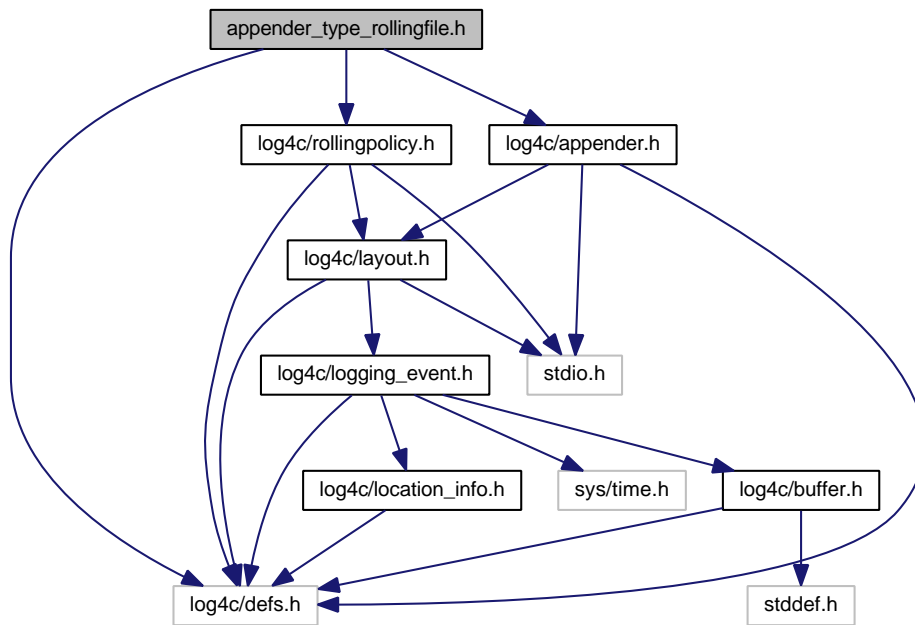 appender_type_rollingfile.h
log4c/rollingpolicy.h
log4c/appender.h
log4c/layout.h
log4c/logging_event.h
stdio.h
log4c/location_info.h
sys/time.h
log4c/buffer.h
log4c/defs.h
stddef.h